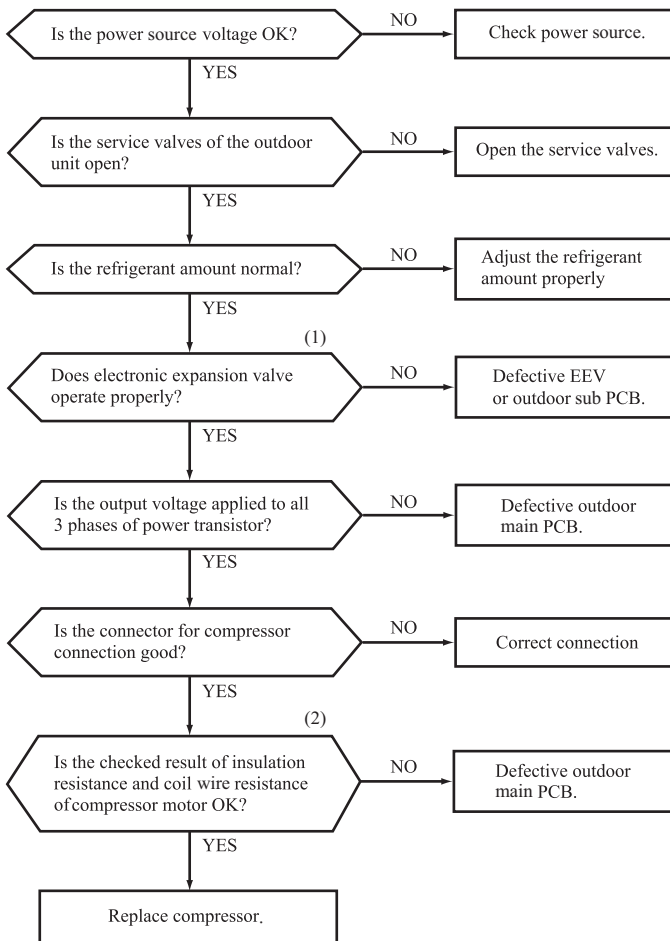 Is the power source voltage OK?
NO
Check power source.
YES
Is the service valves of the outdoor
unit open?
NO
Open the service valves.
YES
Is the refrigerant amount normal?
NO
Adjust the refrigerant
amount properly
YES
(1)
Does electronic expansion valve
operate properly?
NO
Defective EEV
or outdoor sub PCB.
YES
Is the output voltage applied to all
3 phases of power transistor?
NO
Defective outdoor
main PCB.
YES
Is the connector for compressor
connection good?
NO
Correct connection
YES
(2)
Is the checked result of insulation
resistance and coil wire resistance
of compressor motor OK?
NO
Defective outdoor
main PCB.
YES
Replace compressor.